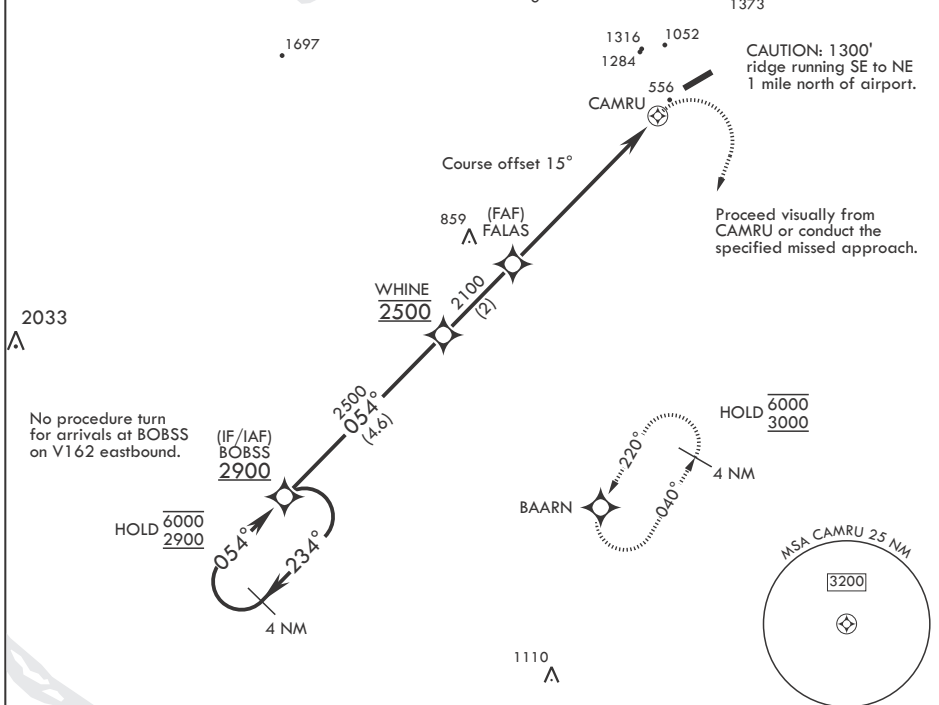 1373
1697
1316
1052
1284
CAUTION: 1300'
ridge running SE to NE
1 mile north of airport.
556
CAMRU
Course offset 15°
859
(FAF)
FALAS
Proceed visually from
CAMRU or conduct the
specified missed approach.
WHINE
2500
2100
(2)
2033
2500
054°
(4.6)
No procedure turn
for arrivals at BOBSS
on V162 eastbound.
(IF/IAF)
BOBSS
2900
HOLD 6000
2900
054°
234°
4 NM
HOLD 6000
3000
220°
040°
4 NM
BAARN
MSA CAMRU 25 NM
3200
1110